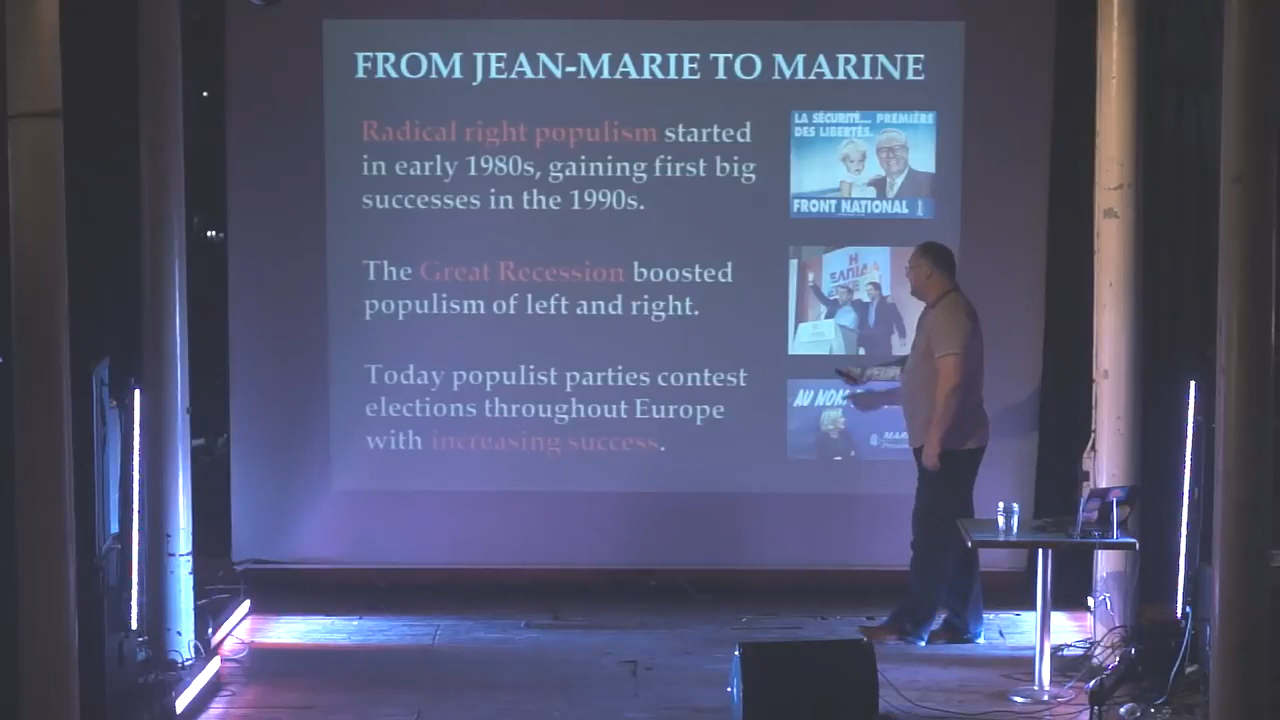 FROM JEAN-MARIE TO MARINE
Radical right populism started
in early 1980s, gaining first big
successes in the 1990s.
LA SÉCURITÉ... PREMIÈRE
DES LIBERTÉS.
FRONT NATIONAL
The Great Recession boosted
populism of left and right.
Η
ΕΛΠΙΔΑ
Today populist parties contest
elections throughout Europe
with increasing success.
AU NOM